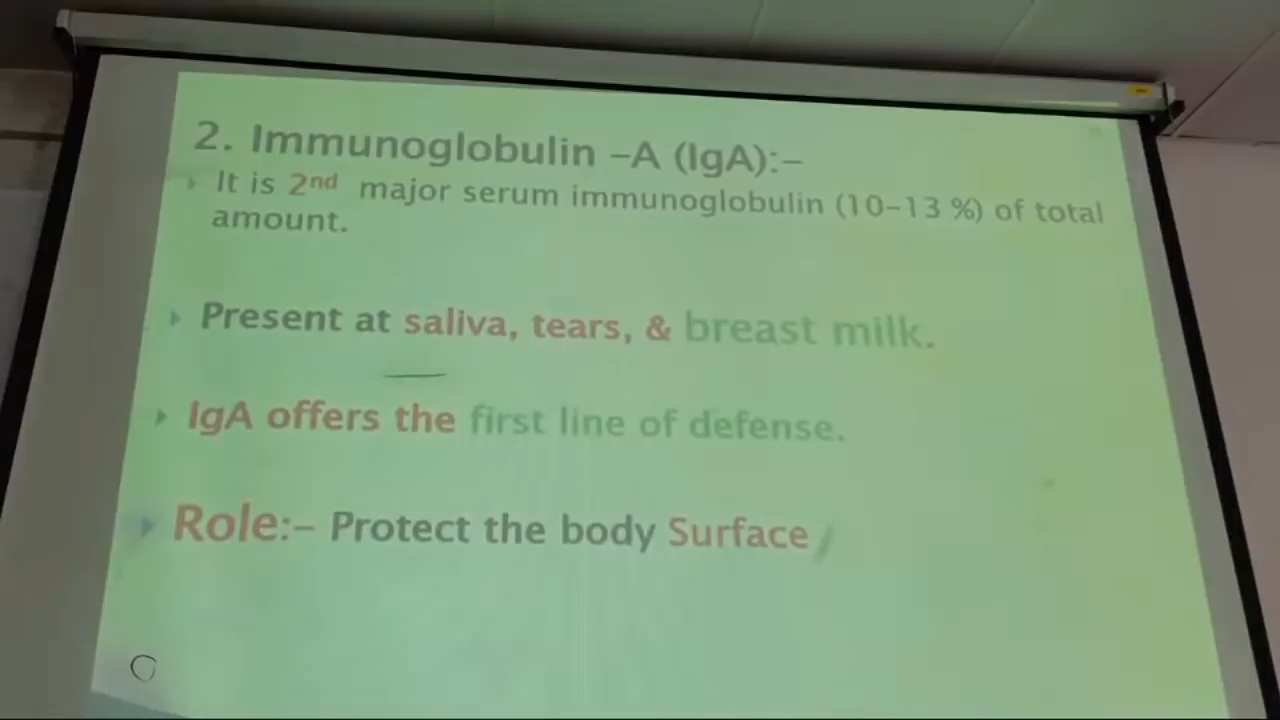 2. Immunoglobulin –A (IgA):–
It is 2nd major serum immunoglobulin (10–13 %) of total
amount.
Present at saliva, tears, & breast milk.
IgA offers the first line of defense.
Role:– Protect the body Surface